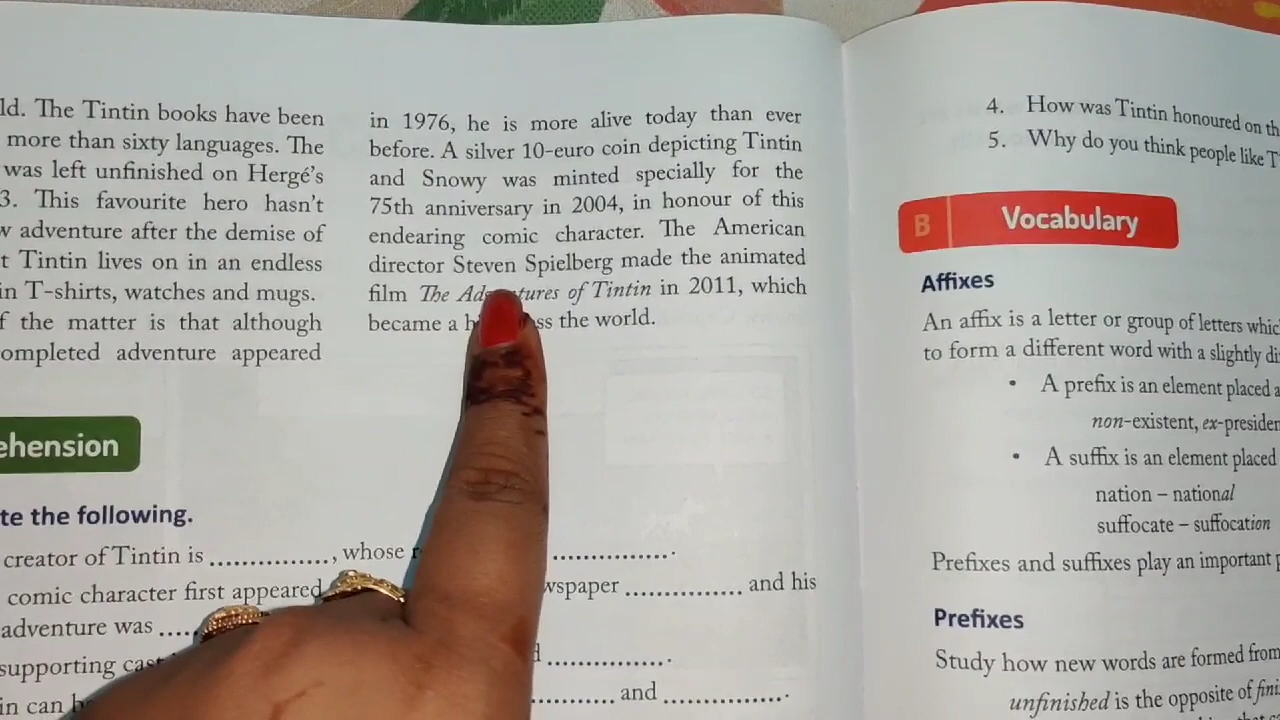 ld. The Tintin books have been
more than sixty languages. The
was left unfinished on Hergé's
3. This favourite hero hasn't
w adventure after the demise of
t Tintin lives on in an endless
in T-shirts, watches and mugs.
f the matter is that although
ompleted adventure appeared
in 1976, he is more alive today than ever
before. A silver 10-euro coin depicting Tintin
and Snowy was minted specially for the
75th anniversary in 2004, in honour of this
endearing comic character. The American
director Steven Spielberg made the animated
film The Adventures of Tintin in 2011, which
became a ss the world.
ehension
te the following.
creator of Tintin is ..............., whose ...............
comic character first appeared wspaper ............... and his
adventure was ....
supporting cast ...............
in can ............... and ...............
4. How was Tintin honoured on th
5. Why do you think people like T
B Vocabulary
Affixes
An affix is a letter or group of letters whic
to form a different word with a slightly di
• A prefix is an element placed a
non-existent, ex-presiden
• A suffix is an element placed
nation – national
suffocate – suffocation
Prefixes and suffixes play an important p
Prefixes
Study how new words are formed from
unfinished is the opposite of fini